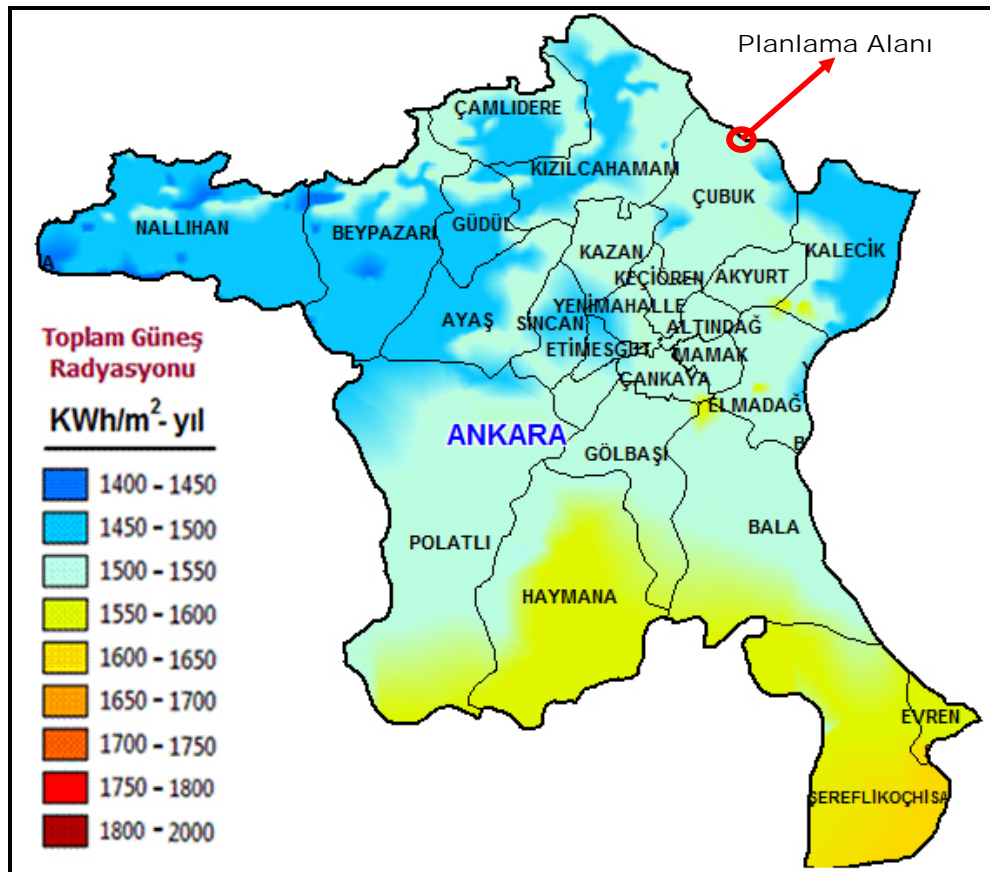 Planlama Alanı
ÇAMLIDERE
KIZILCAHAMAM
ÇUBUK
NALLIHAN
BEYPAZARI
GÜDÜL
KAZAN
KALECİK
KEÇİÖREN
AKYURT
YENİMAHALLE
AYAŞ
SİNCAN
ALTINDAĞ
ETİMESGUT
MAMAK
ÇANKAYA
ELMADAĞ
ANKARA
GÖLBAŞI
POLATLI
BALA
HAYMANA
EVREN
ŞEREFLİKOÇHİSA
A
B
Toplam Güneş
Radyasyonu
KWh/m²- yıl
1400 - 1450
1450 - 1500
1500 - 1550
1550 - 1600
1600 - 1650
1650 - 1700
1700 - 1750
1750 - 1800
1800 - 2000